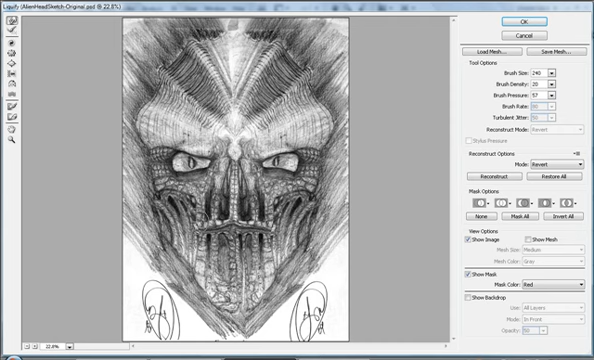 Liquify (AlienHeadSketch-Original.psd @ 22.8%)
OK
Cancel
Load Mesh... Save Mesh...
Tool Options
Brush Size: 240
Brush Density: 20
Brush Pressure: 57
Brush Rate: 80
Turbulent Jitter: 50
Reconstruct Mode: Revert
Stylus Pressure
Reconstruct Options
Mode: Revert
Reconstruct Restore All
Mask Options
None Mask All Invert All
View Options
Show Image Show Mesh
Mesh Size: Medium
Mesh Color: Gray
Show Mask
Mask Color: Red
Show Backdrop
Use: All Layers
Mode: In Front
Opacity: 50
22.8%